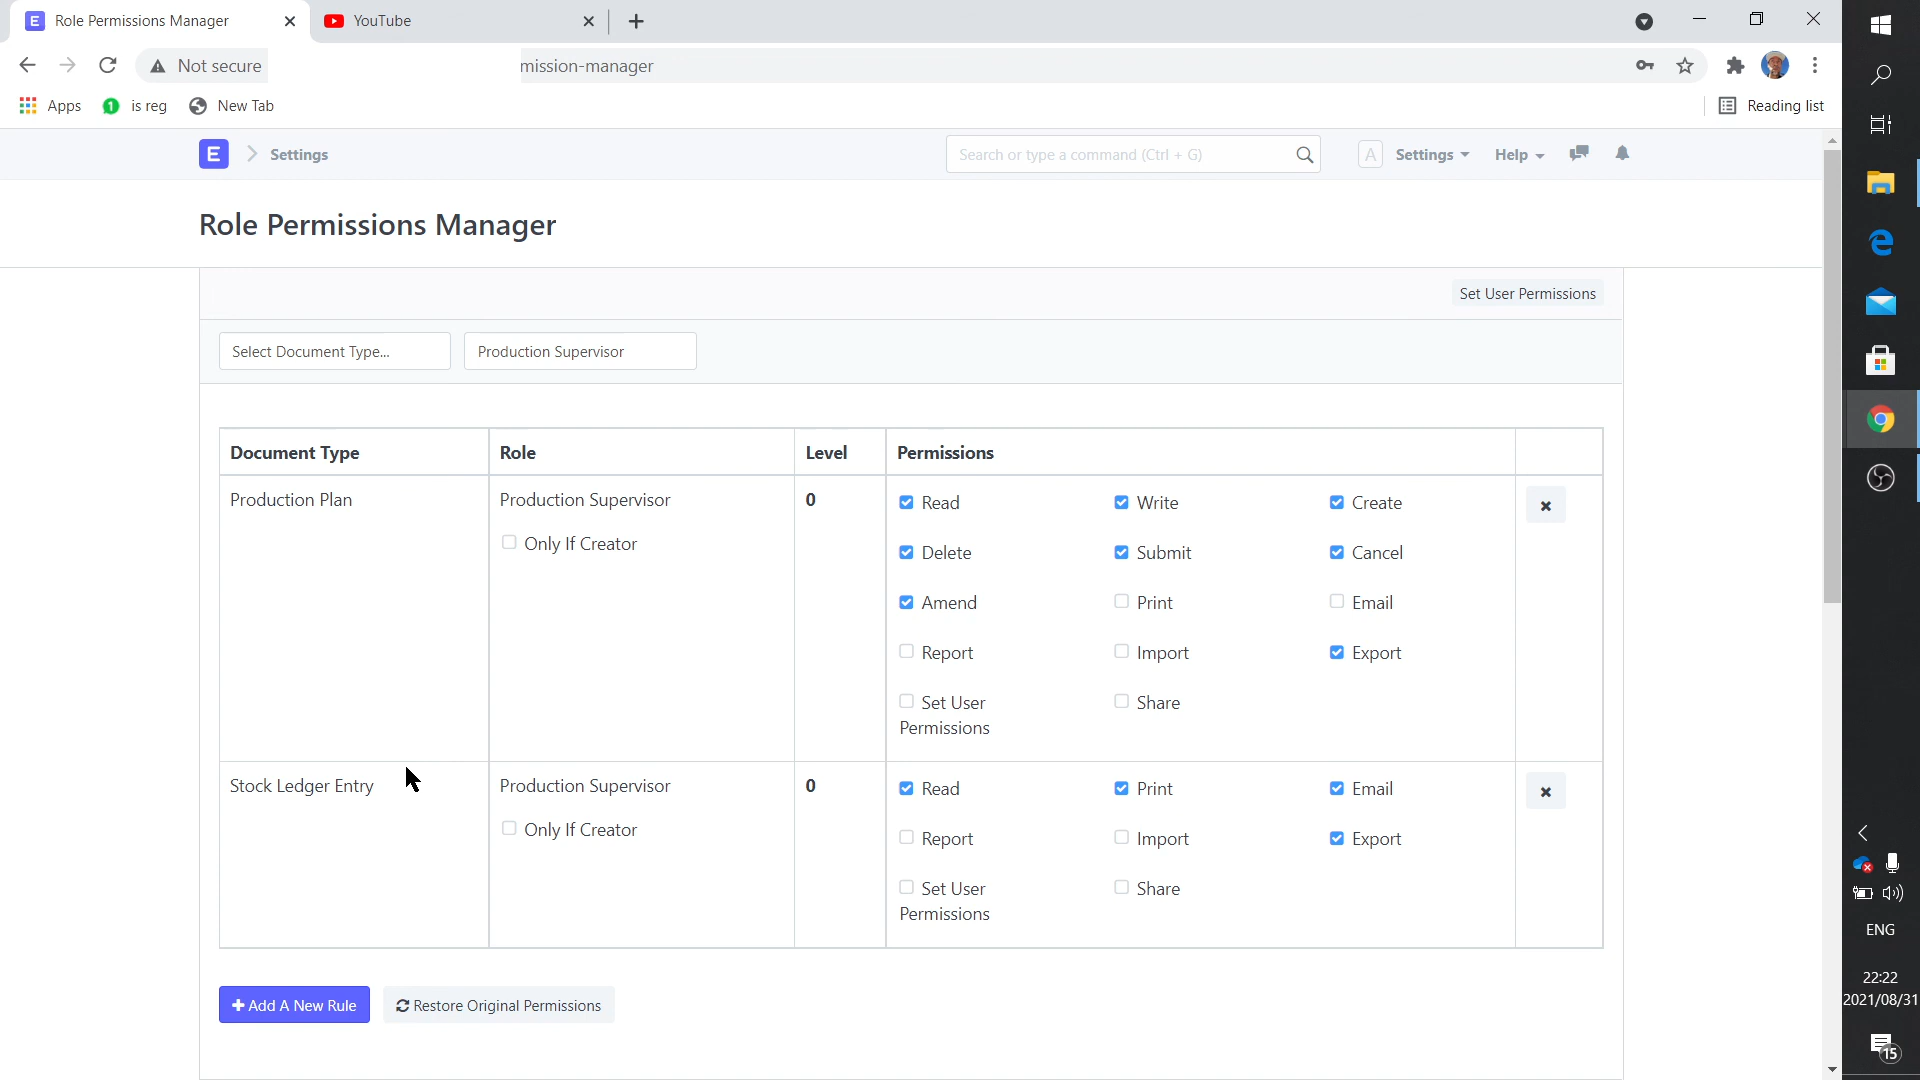 E Role Permissions Manager
YouTube
Not secure
mission-manager
Apps
1 is reg
New Tab
Reading list
E Settings
Search or type a command (Ctrl + G)
A Settings
Help
Role Permissions Manager
Set User Permissions
Select Document Type...
Production Supervisor
Document Type
Role
Level
Permissions
Production Plan
Production Supervisor
Only If Creator
0
Read
Write
Create
Delete
Submit
Cancel
Amend
Print
Email
Report
Import
Export
Set User
Permissions
Share
Stock Ledger Entry
Production Supervisor
Only If Creator
0
Read
Print
Email
Report
Import
Export
Set User
Permissions
Share
Add A New Rule
Restore Original Permissions
ENG
22:22
2021/08/31
15